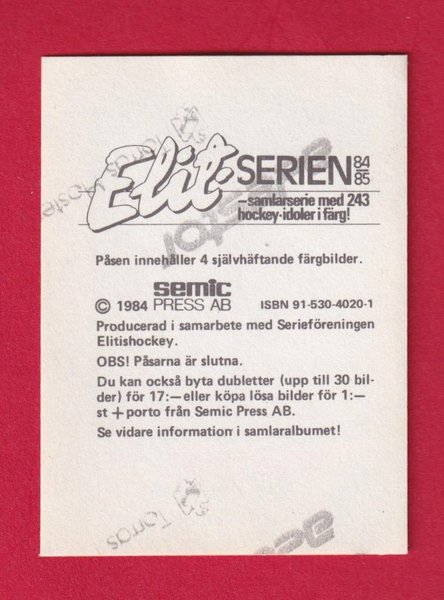 Elit-SERIEN 84
85
–samlarserie med 243
hockey-idoler i färg!
Påsen innehåller 4 självhäftande färgbilder.
semic
© 1984 PRESS AB ISBN 91-530-4020-1
Producerad i samarbete med Serieföreningen
Elitishockey.
OBS! Påsarna är slutna.
Du kan också byta dubletter (upp till 30 bil-
der) för 17:—eller köpa lösa bilder för 1:—
st + porto från Semic Press AB.
Se vidare information i samlaralbumet!